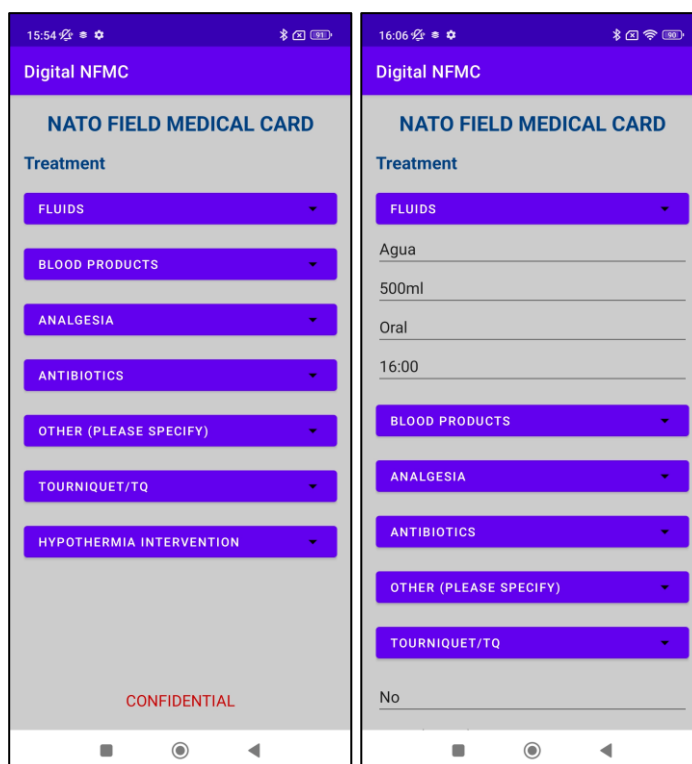 15:54
91
Digital NFMC
NATO FIELD MEDICAL CARD
Treatment
FLUIDS
BLOOD PRODUCTS
ANALGESIA
ANTIBIOTICS
OTHER (PLEASE SPECIFY)
TOURNIQUET/TQ
HYPOTHERMIA INTERVENTION
CONFIDENTIAL
16:06
90
Digital NFMC
NATO FIELD MEDICAL CARD
Treatment
FLUIDS
Agua
500ml
Oral
16:00
BLOOD PRODUCTS
ANALGESIA
ANTIBIOTICS
OTHER (PLEASE SPECIFY)
TOURNIQUET/TQ
No